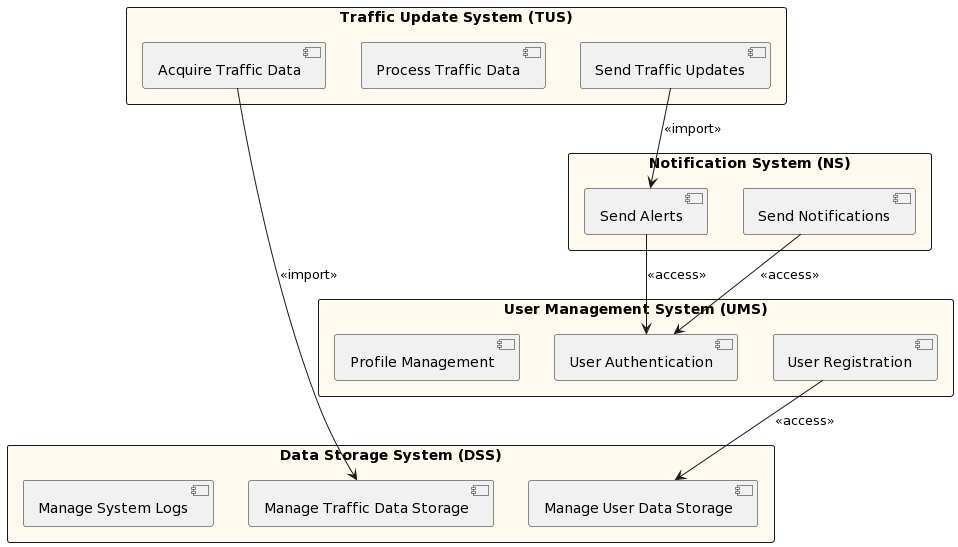 Traffic Update System (TUS)
Acquire Traffic Data
Process Traffic Data
Send Traffic Updates
«import»
Notification System (NS)
Send Alerts
Send Notifications
«import»
«access»
«access»
User Management System (UMS)
Profile Management
User Authentication
User Registration
«access»
Data Storage System (DSS)
Manage System Logs
Manage Traffic Data Storage
Manage User Data Storage